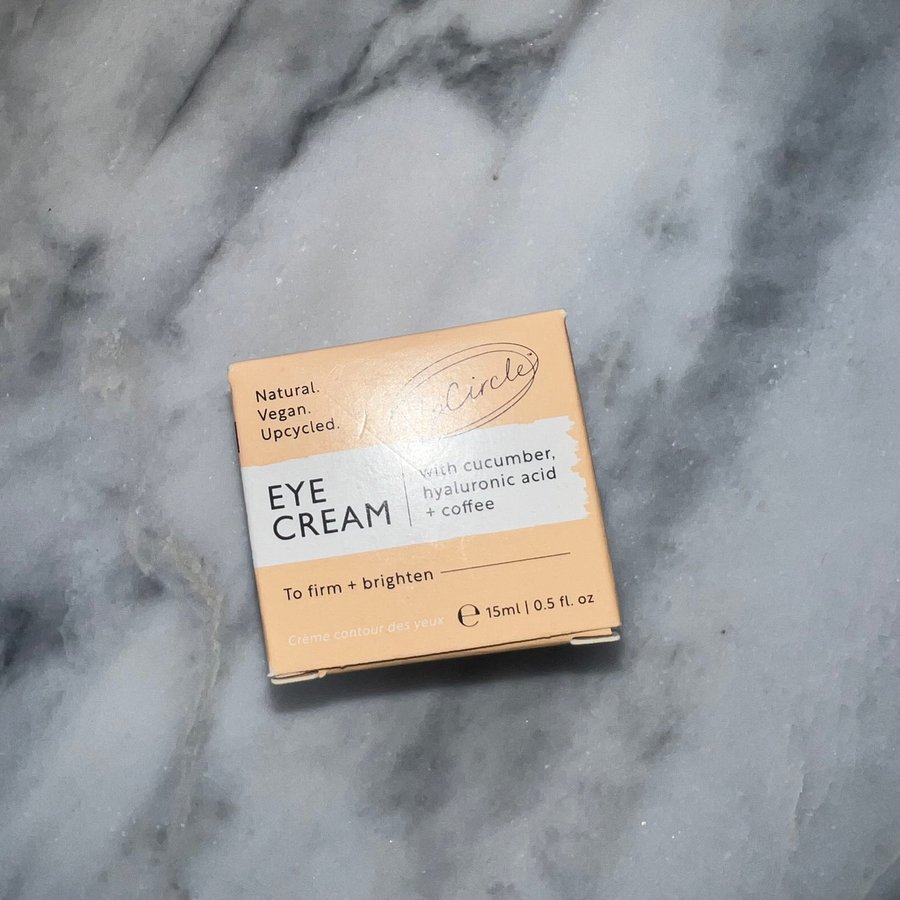 Natural.
Vegan.
Upcycled.
UpCircle
EYE
CREAM
with cucumber,
hyaluronic acid
+ coffee
To firm + brighten
Crème contour des yeux
℮ 15ml | 0.5 fl. oz